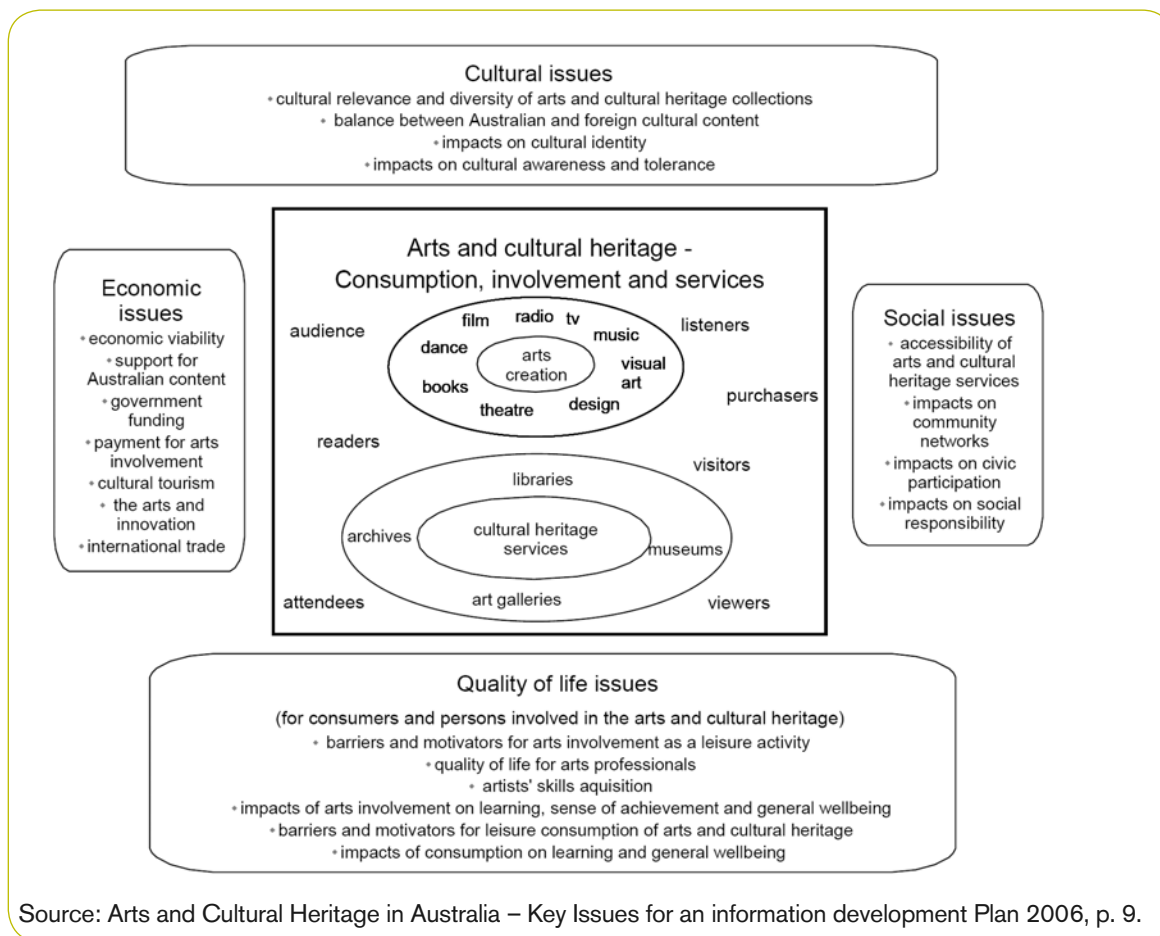 Cultural issues
• cultural relevance and diversity of arts and cultural heritage collections
• balance between Australian and foreign cultural content
• impacts on cultural identity
• impacts on cultural awareness and tolerance
Economic
issues
• economic viability
• support for
Australian content
• government
funding
• payment for arts
involvement
• cultural tourism
• the arts and
innovation
• international trade
Arts and cultural heritage -
Consumption, involvement and services
audience
film
radio
tv
music
listeners
dance
arts
creation
visual
art
books
theatre
design
purchasers
readers
visitors
libraries
archives
cultural heritage
services
museums
attendees
art galleries
viewers
Social issues
• accessibility of
arts and cultural
heritage services
• impacts on
community
networks
• impacts on civic
participation
• impacts on social
responsibility
Quality of life issues
(for consumers and persons involved in the arts and cultural heritage)
• barriers and motivators for arts involvement as a leisure activity
• quality of life for arts professionals
• artists' skills aquisition
• impacts of arts involvement on learning, sense of achievement and general wellbeing
• barriers and motivators for leisure consumption of arts and cultural heritage
• impacts of consumption on learning and general wellbeing
Source: Arts and Cultural Heritage in Australia – Key Issues for an information development Plan 2006, p. 9.